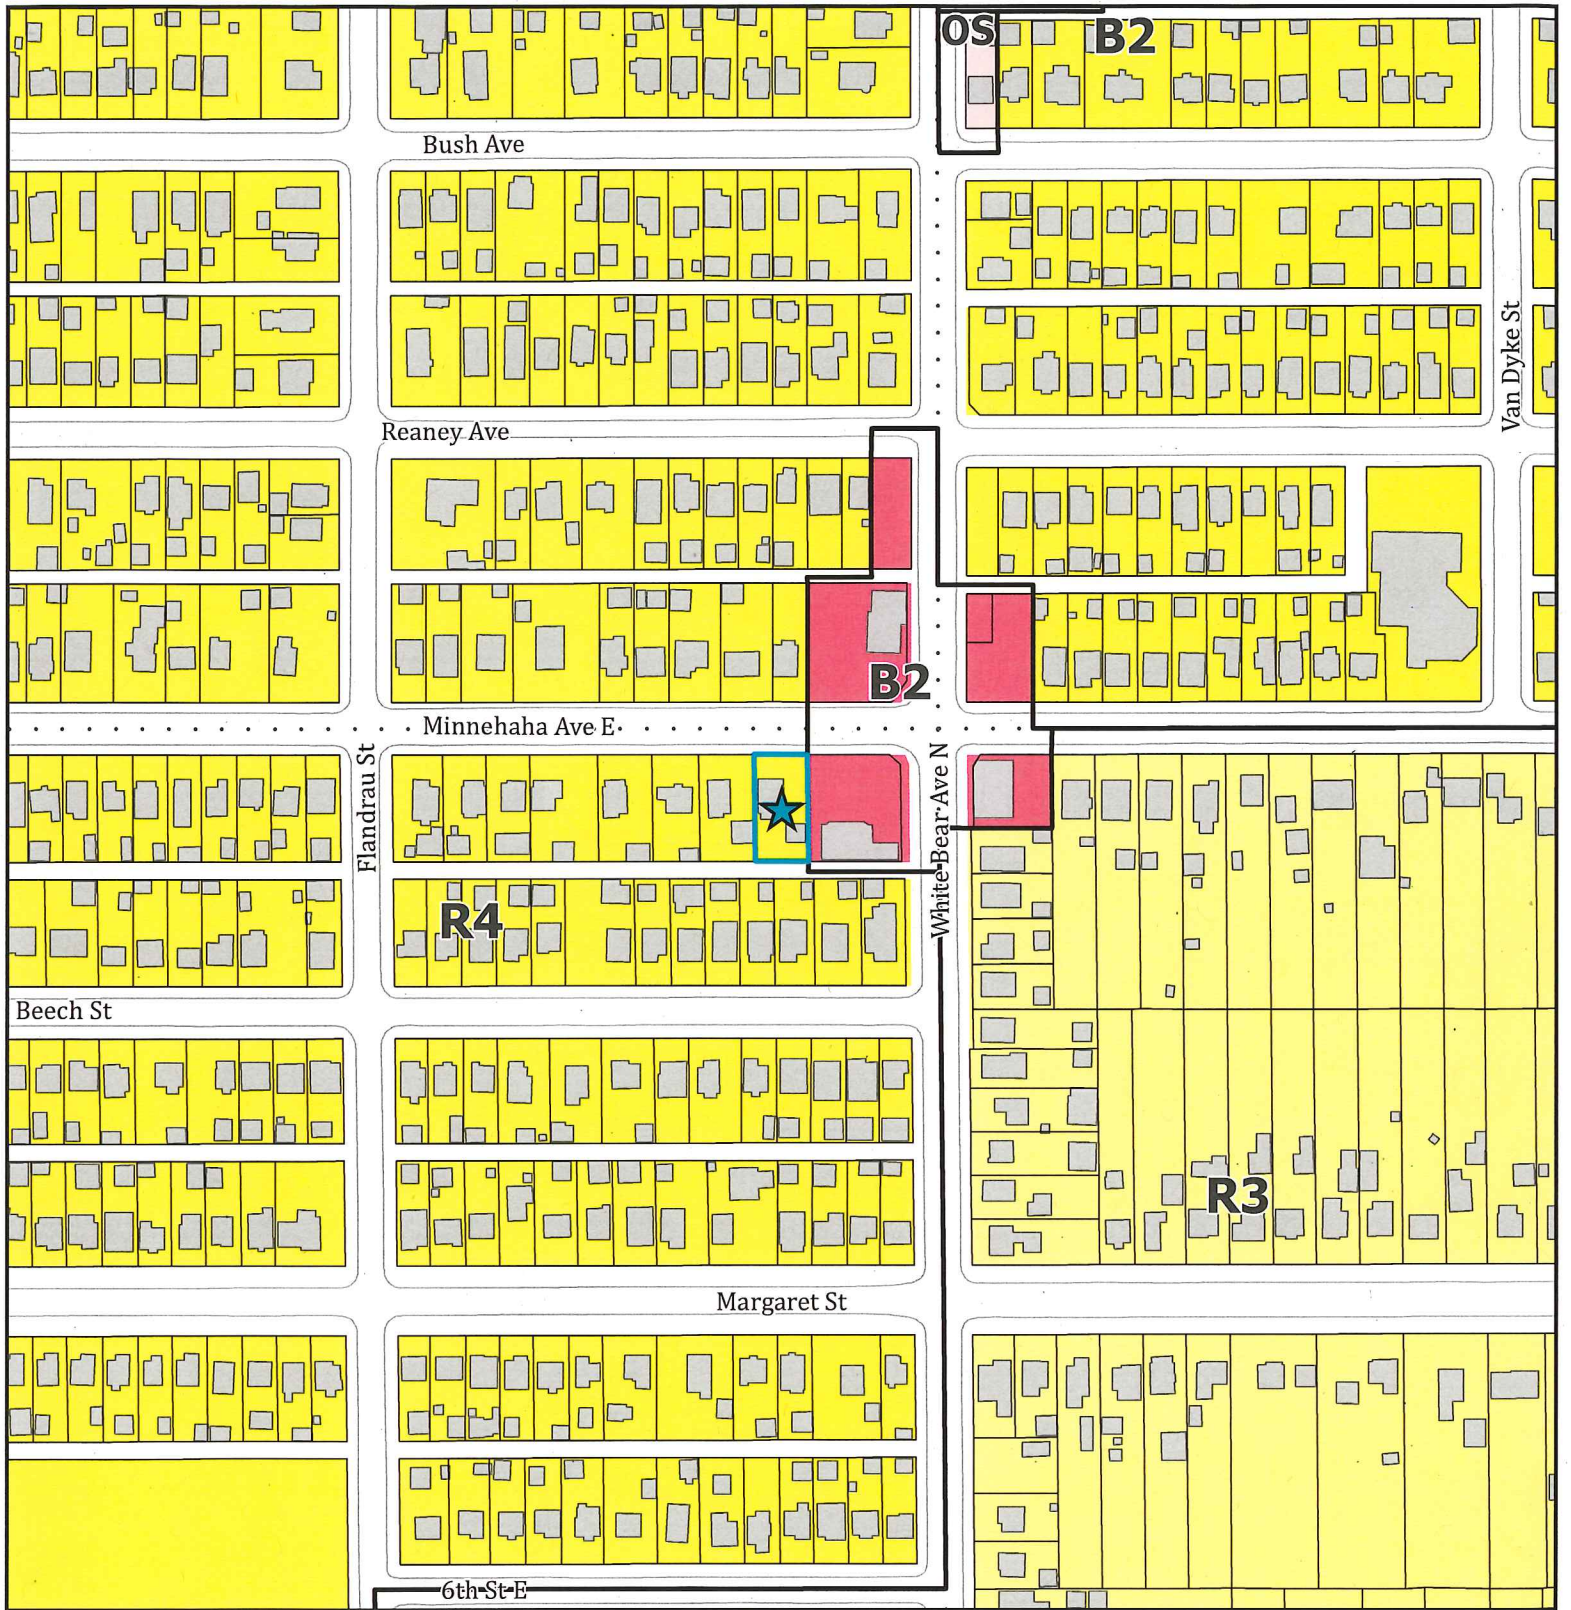 OS
B2
Bush Ave
Van Dyke St
Reaney Ave
B2
Minnehaha Ave E
Flandrau St
White Bear Ave N
R4
Beech St
R3
Margaret St
6th St E